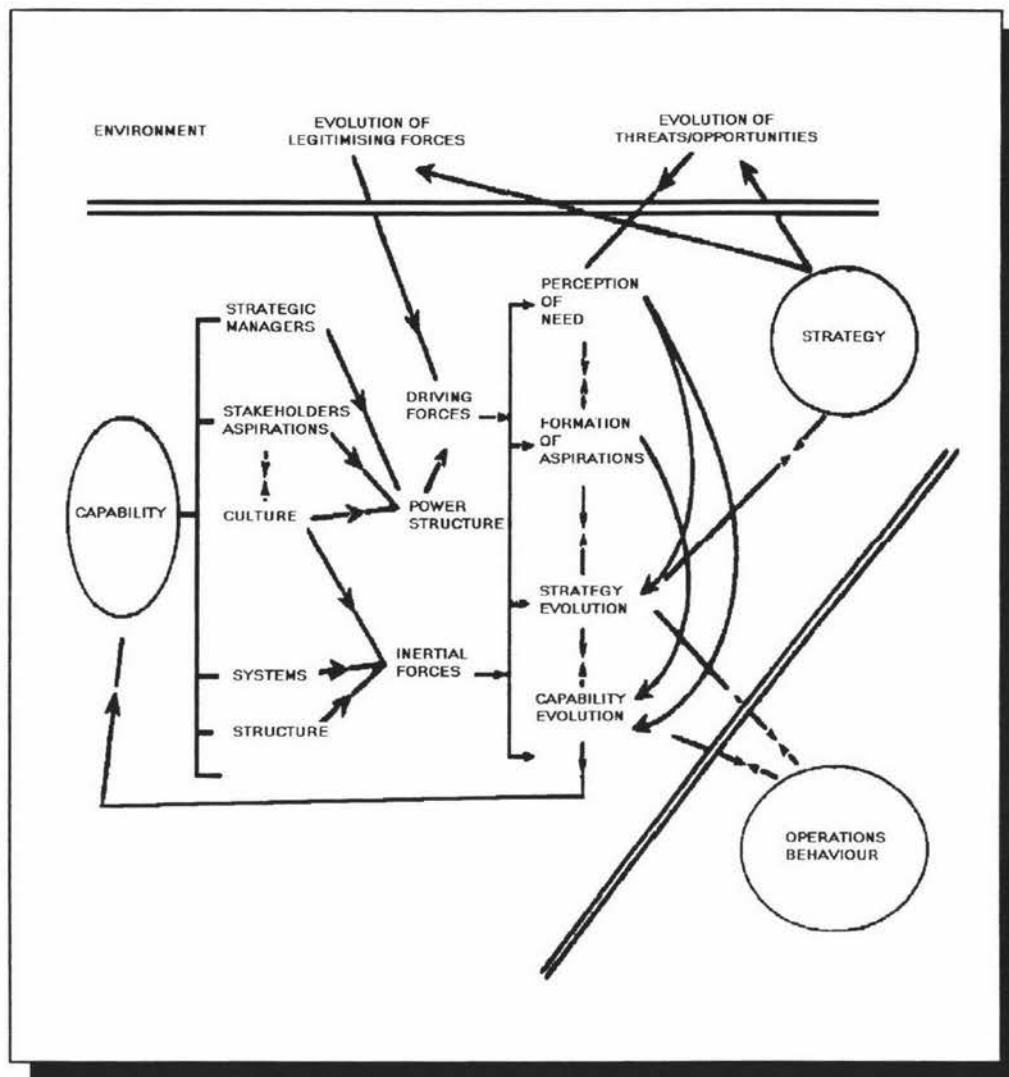 ENVIRONMENT
EVOLUTION OF
LEGITIMISING FORCES
EVOLUTION OF
THREATS/OPPORTUNITIES
STRATEGIC
MANAGERS
STAKEHOLDERS
ASPIRATIONS
CULTURE
SYSTEMS
STRUCTURE
CAPABILITY
DRIVING
FORCES
POWER
STRUCTURE
INERTIAL
FORCES
PERCEPTION
OF
NEED
FORMATION
OF
ASPIRATIONS
STRATEGY
EVOLUTION
CAPABILITY
EVOLUTION
STRATEGY
OPERATIONS
BEHAVIOUR